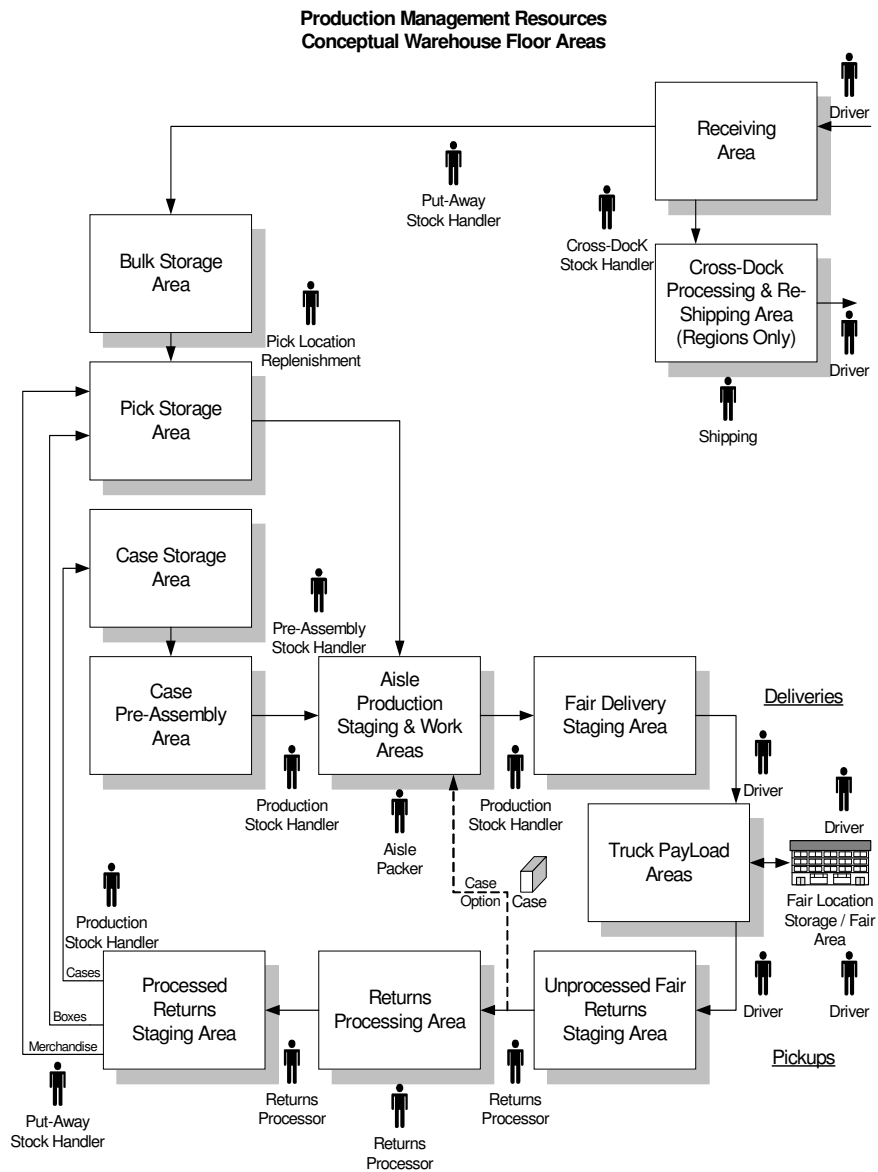 Production Management Resources
Conceptual Warehouse Floor Areas
Driver
Receiving
Area
Put-Away
Stock Handler
Cross-DocK
Stock Handler
Bulk Storage
Area
Cross-Dock
Processing & Re-
Shipping Area
(Regions Only)
Driver
Pick Location
Replenishment
Pick Storage
Area
Shipping
Case Storage
Area
Pre-Assembly
Stock Handler
Case
Pre-Assembly
Area
Aisle
Production
Staging & Work
Areas
Fair Delivery
Staging Area
Deliveries
Production
Stock Handler
Aisle
Packer
Production
Stock Handler
Driver
Driver
Truck PayLoad
Areas
Fair Location
Storage / Fair
Area
Case
Option
Case
Production
Stock Handler
Cases
Boxes
Merchandise
Processed
Returns
Staging Area
Returns
Processing Area
Unprocessed Fair
Returns
Staging Area
Driver
Driver
Pickups
Put-Away
Stock Handler
Returns
Processor
Returns
Processor
Returns
Processor